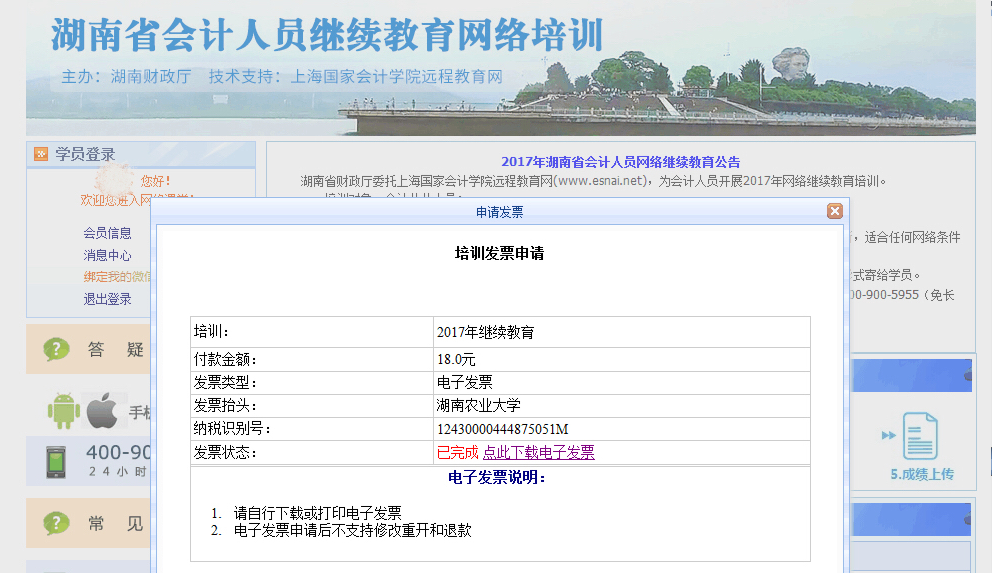 湖南省会计人员继续教育网络培训
主办：湖南财政厅 技术支持：上海国家会计学院远程教育网
学员登录
您好！
欢迎您进入网
会员信息
消息中心
绑定我的微信
退出登录
答 疑
手机
400-90
24小时
常 见
2017年湖南省会计人员网络继续教育公告
湖南省财政厅委托上海国家会计学院远程教育网(www.esnai.net)，为会计人员开展2017年网络继续教育培训。
，适合任何网络条件
式寄给学员。
00-900-5955（免长
5.成绩上传
申请发票
培训发票申请
培训： 2017年继续教育
付款金额： 18.0元
发票类型： 电子发票
发票抬头： 湖南农业大学
纳税识别号： 12430000444875051M
发票状态： 已完成 点此下载电子发票
电子发票说明：
1. 请自行下载或打印电子发票
2. 电子发票申请后不支持修改重开和退款